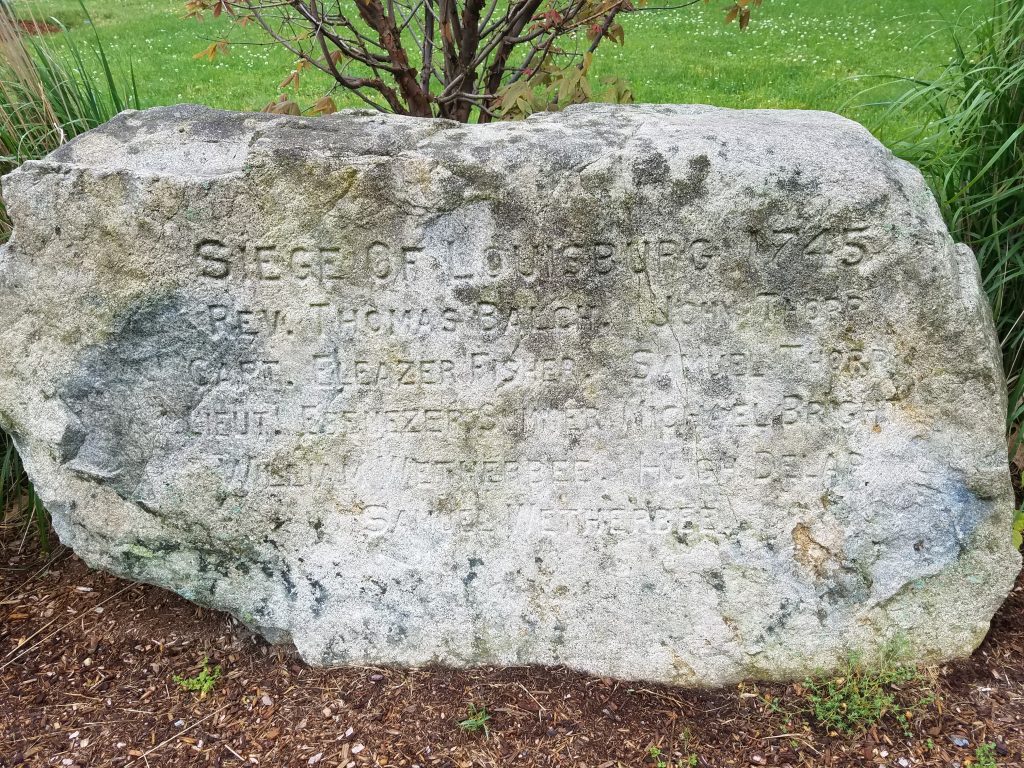 SIEGE OF LOUISBURG 1745
REV. THOMAS BALCH. JOHN THORP
CAPT. ELEAZER FISHER. SAMUEL THORP
LIEUT. EBENEZER SUMNER. MICHAEL BRIGHT
WILLIAM WETHERBEE. HUGH DELAP
SAMUEL WETHERBEE.